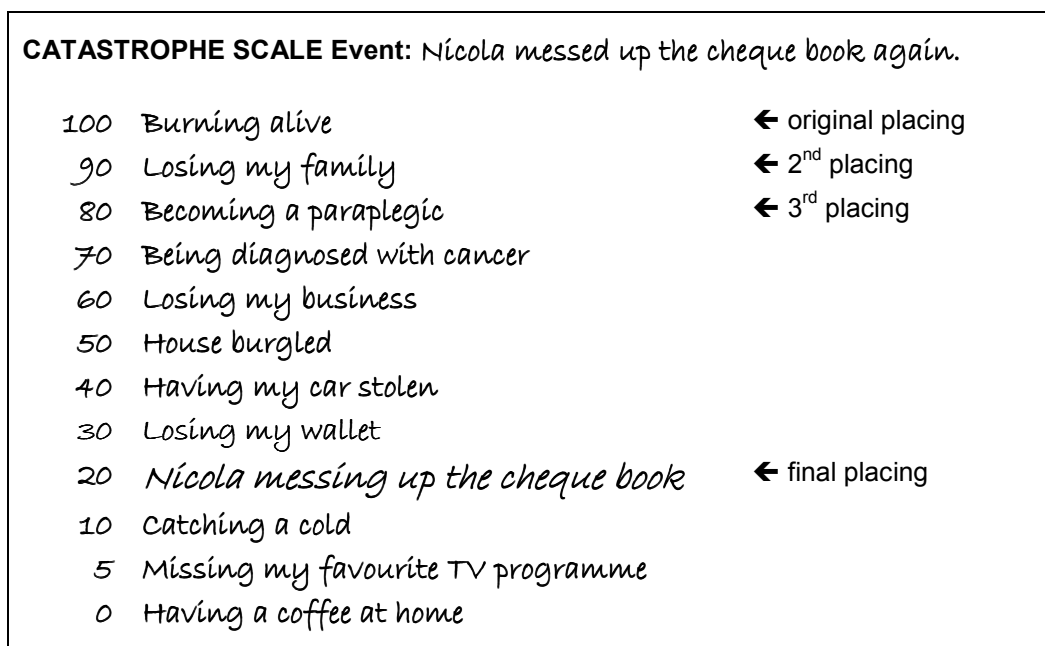 CATASTROPHE SCALE Event: Nicola messed up the cheque book again.
100 Burning alive ← original placing
90 Losing my family ← 2nd placing
80 Becoming a paraplegic ← 3rd placing
70 Being diagnosed with cancer
60 Losing my business
50 House burgled
40 Having my car stolen
30 Losing my wallet
20 Nicola messing up the cheque book ← final placing
10 Catching a cold
5 Missing my favourite TV programme
0 Having a coffee at home